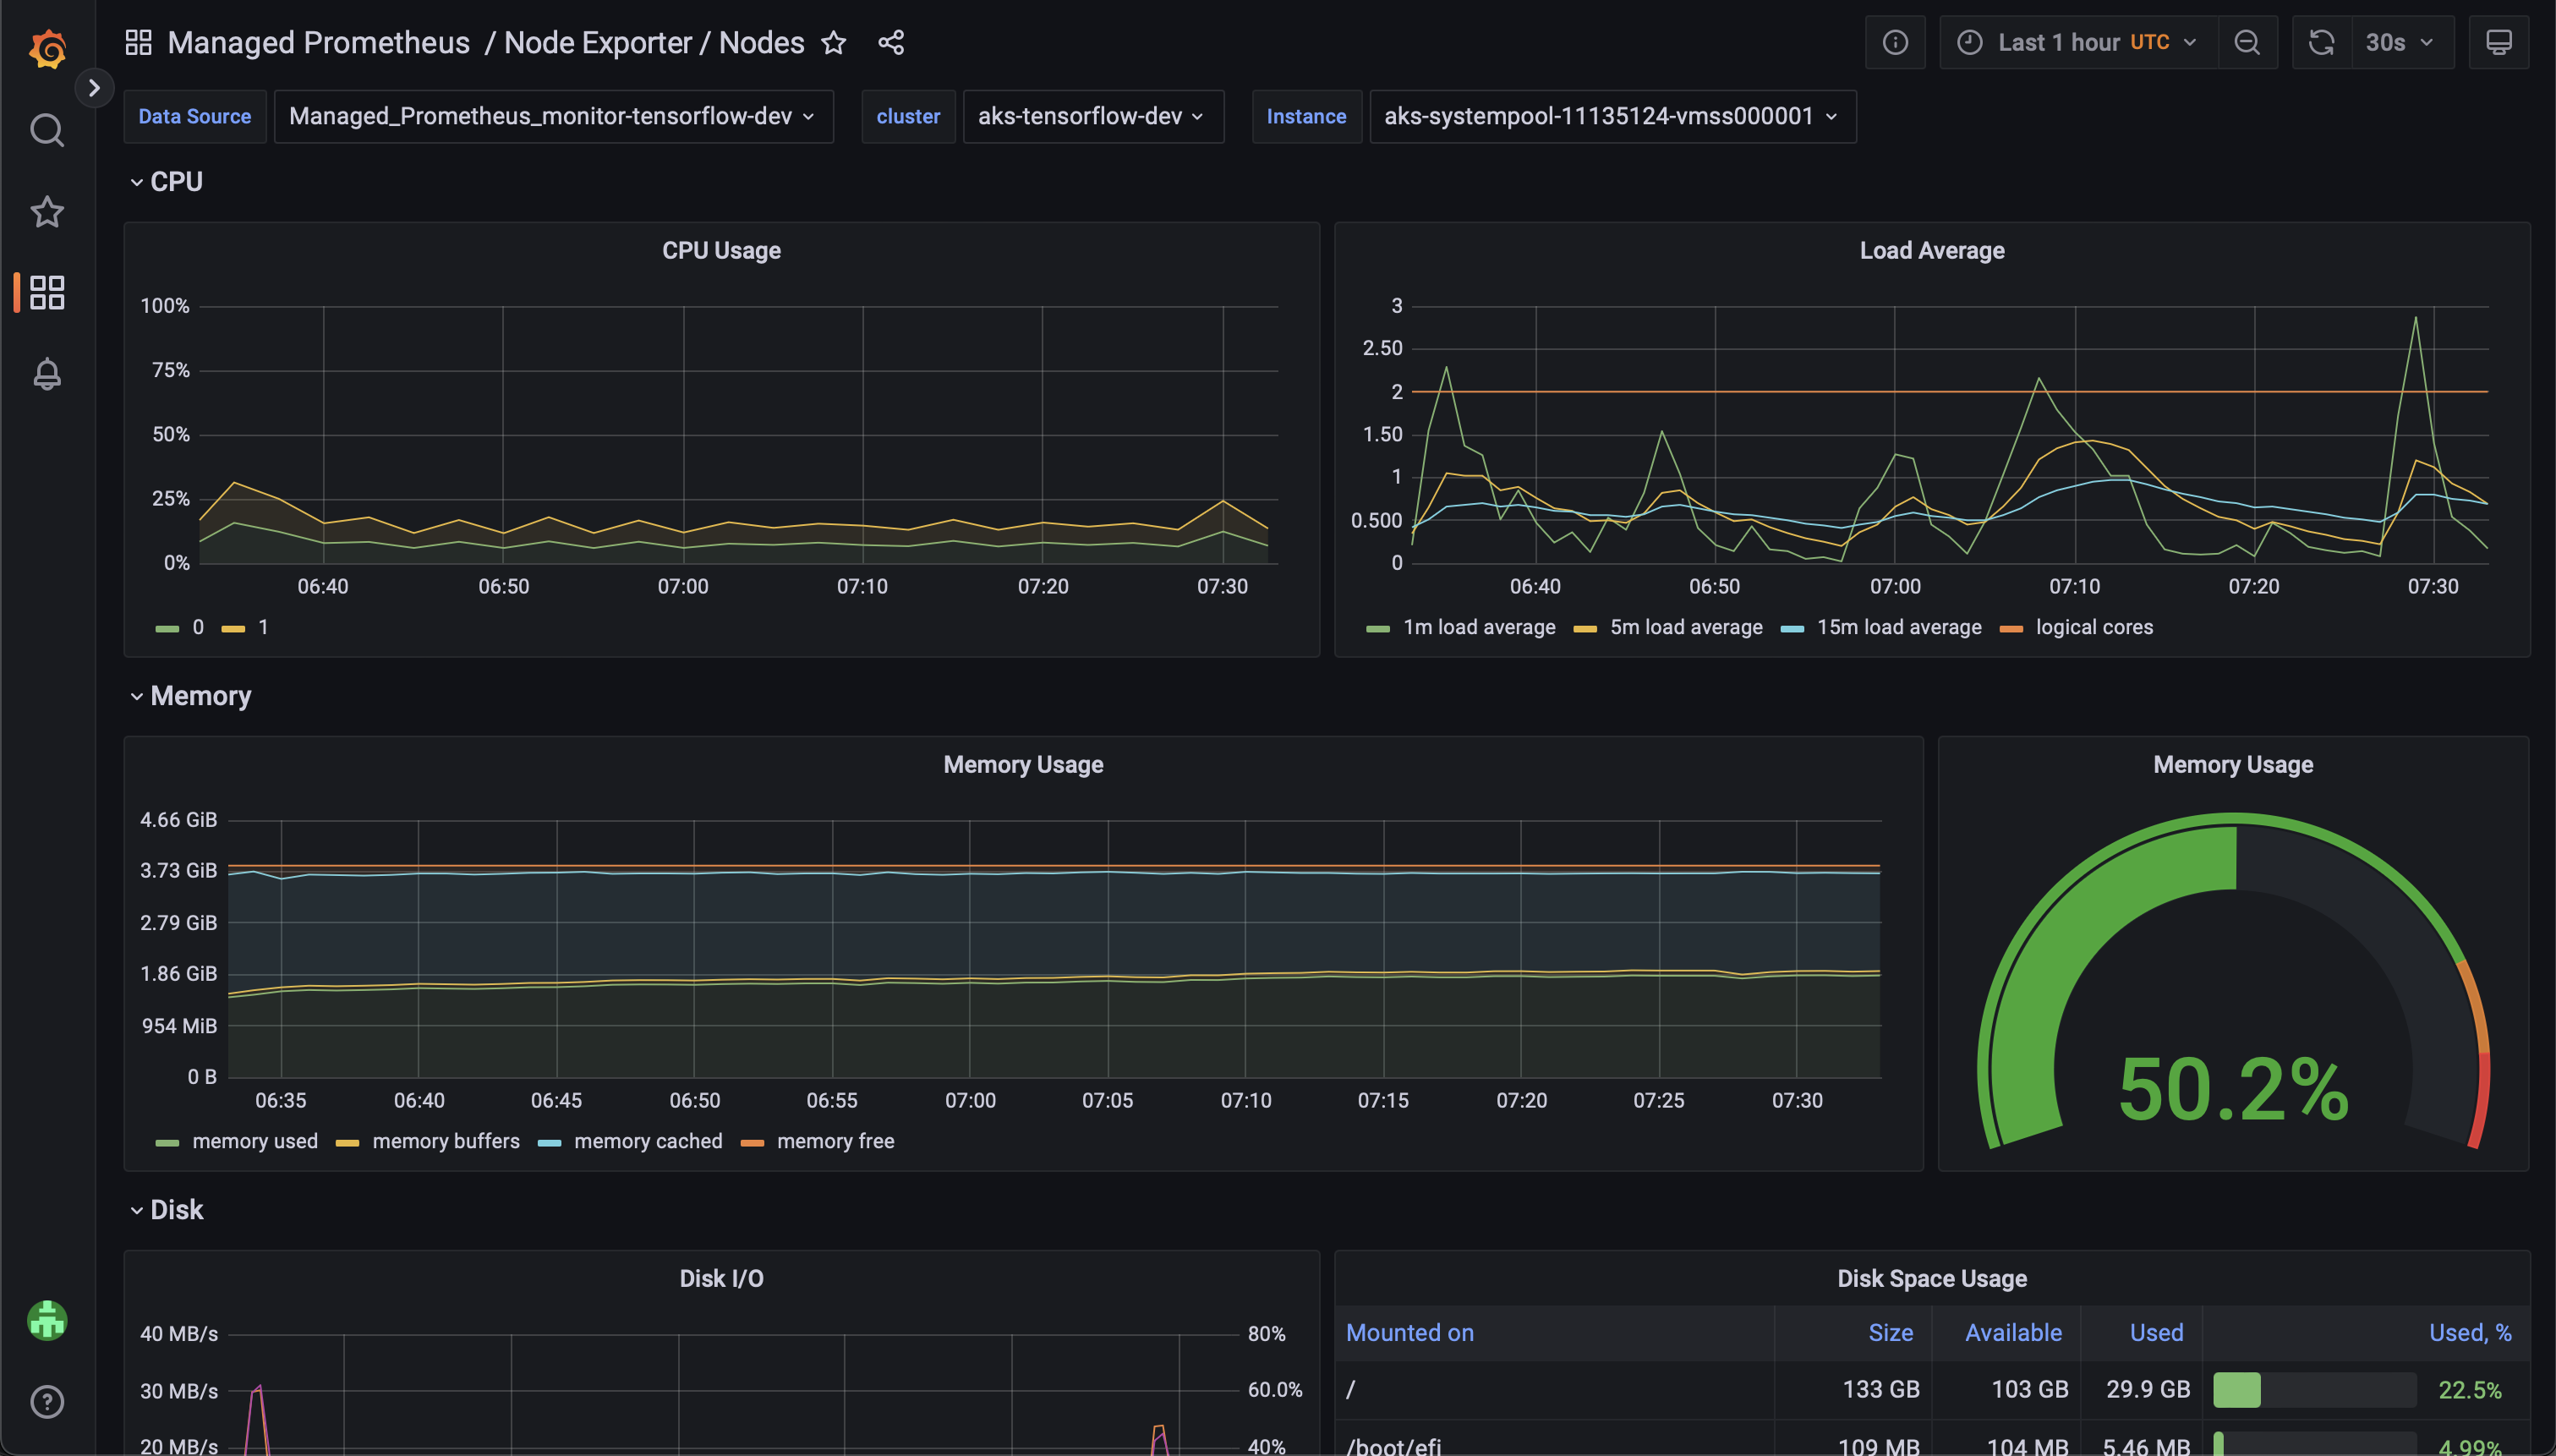 Managed Prometheus / Node Exporter / Nodes
Last 1 hour UTC
30s
Data Source Managed_Prometheus_monitor-tensorflow-dev
cluster aks-tensorflow-dev
Instance aks-systempool-11135124-vmss000001
CPU
CPU Usage
100%
75%
50%
25%
0%
06:40 06:50 07:00 07:10 07:20 07:30
0 1
Load Average
3
2.50
2
1.50
1
0.500
0
06:40 06:50 07:00 07:10 07:20 07:30
1m load average 5m load average 15m load average logical cores
Memory
Memory Usage
4.66 GiB
3.73 GiB
2.79 GiB
1.86 GiB
954 MiB
0 B
06:35 06:40 06:45 06:50 06:55 07:00 07:05 07:10 07:15 07:20 07:25 07:30
memory used memory buffers memory cached memory free
Memory Usage
50.2%
Disk
Disk I/O
40 MB/s 80%
30 MB/s 60.0%
20 MB/s 40%
Disk Space Usage
Mounted on Size Available Used Used, %
/ 133 GB 103 GB 29.9 GB 22.5%
/boot/efi 109 MB 104 MB 5.46 MB 4.99%